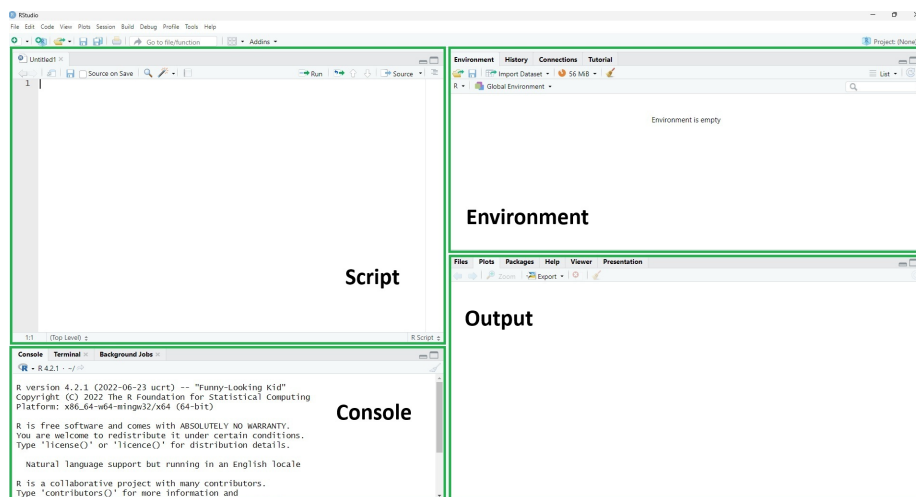 RStudio
File Edit Code View Plots Session Build Debug Profile Tools Help
Go to file/function Addins
Project: (None)
Untitled1
Source on Save Run Source
1
Script
1:1 (Top Level) R Script
Console Terminal Background Jobs
R 4.2.1 · ~/
R version 4.2.1 (2022-06-23 ucrt) -- "Funny-Looking Kid"
Copyright (C) 2022 The R Foundation for Statistical Computing
Platform: x86_64-w64-mingw32/x64 (64-bit)
Console
R is free software and comes with ABSOLUTELY NO WARRANTY.
You are welcome to redistribute it under certain conditions.
Type 'license()' or 'licence()' for distribution details.
Natural language support but running in an English locale
R is a collaborative project with many contributors.
Type 'contributors()' for more information and
Environment History Connections Tutorial
Import Dataset 56 MiB List
R Global Environment
Environment is empty
Environment
Files Plots Packages Help Viewer Presentation
Zoom Export
Output